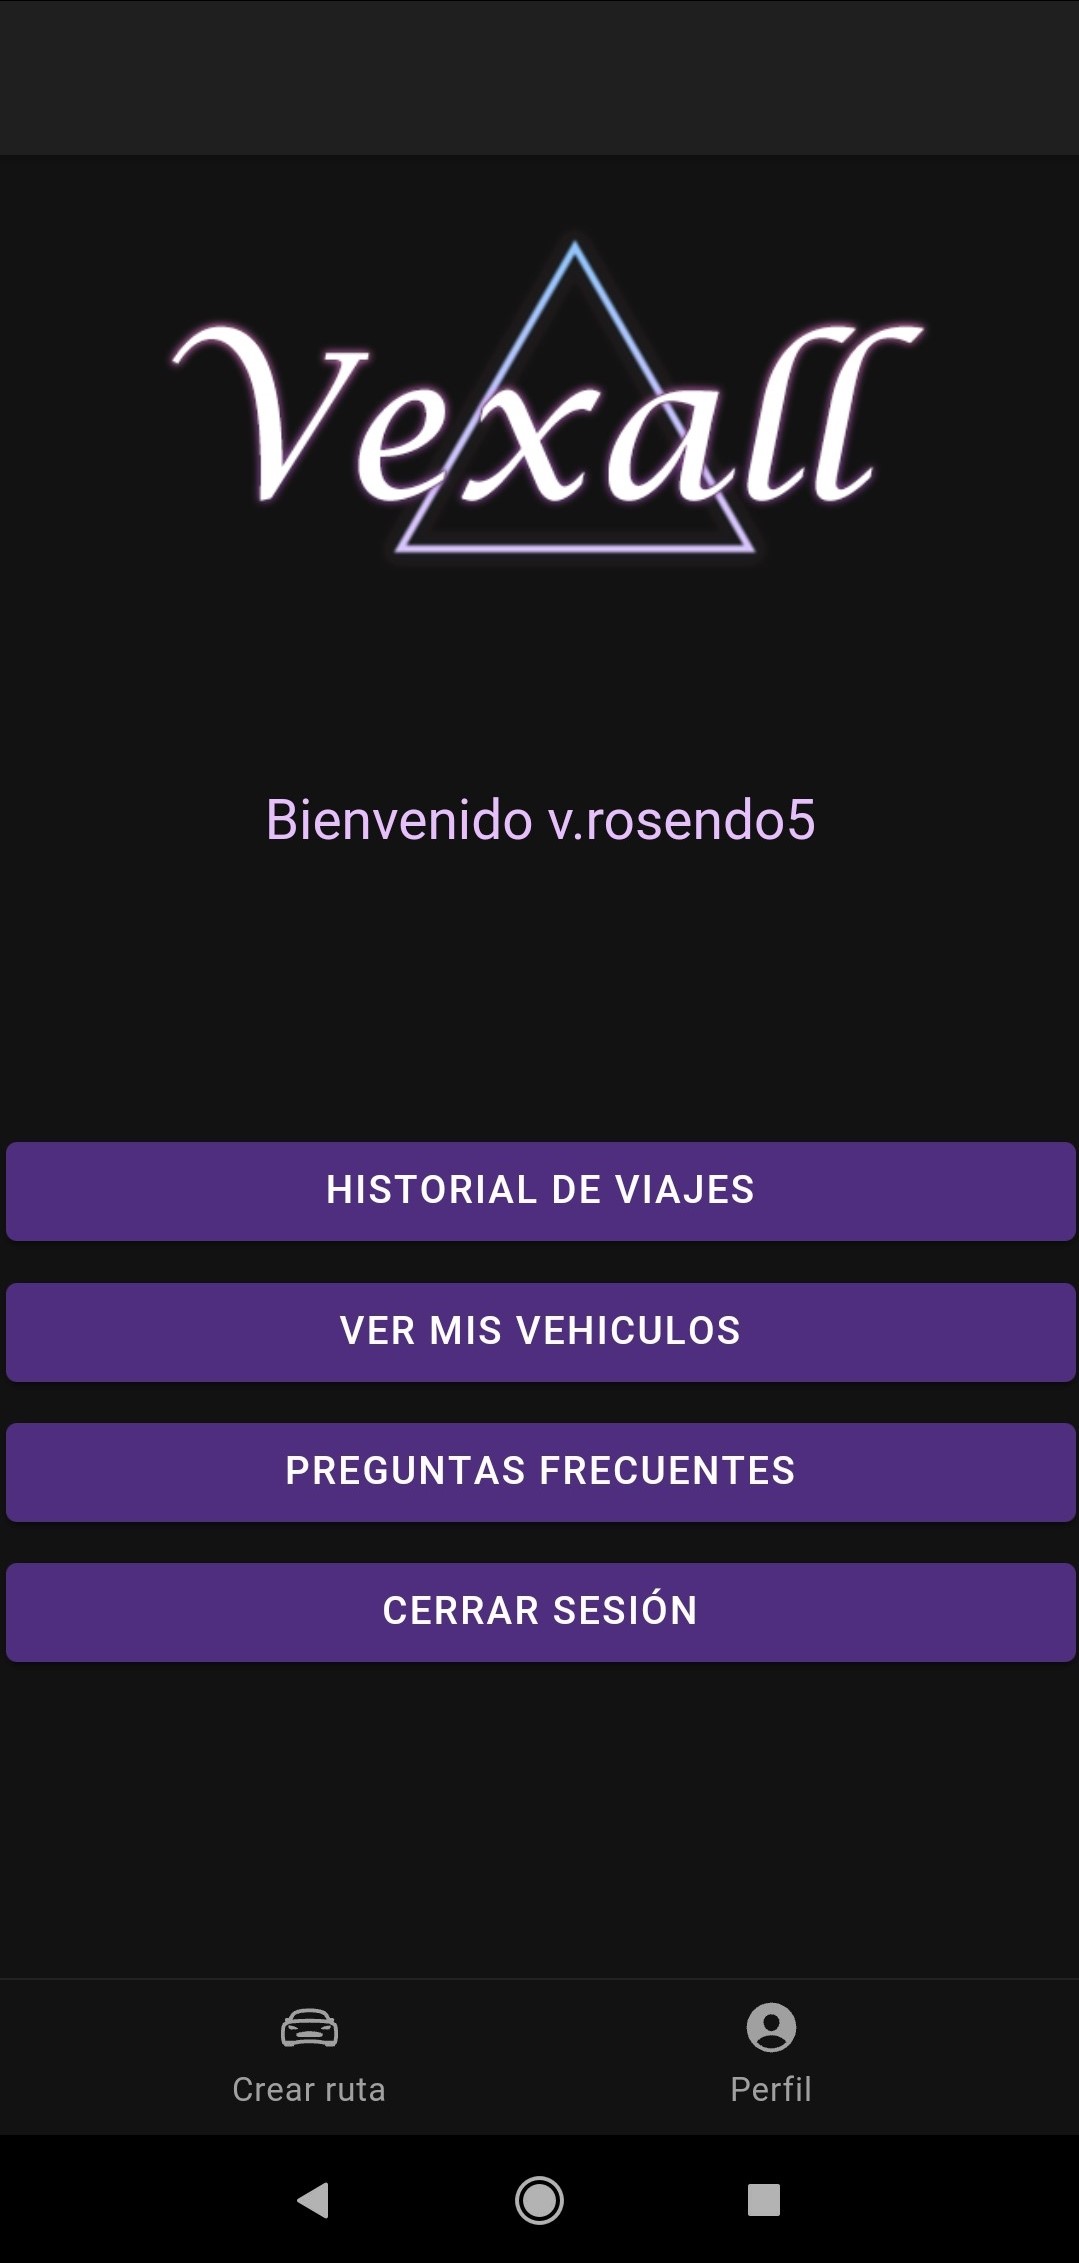 Vexall
Bienvenido v.rosendo5
HISTORIAL DE VIAJES
VER MIS VEHICULOS
PREGUNTAS FRECUENTES
CERRAR SESIÓN
Crear ruta
Perfil